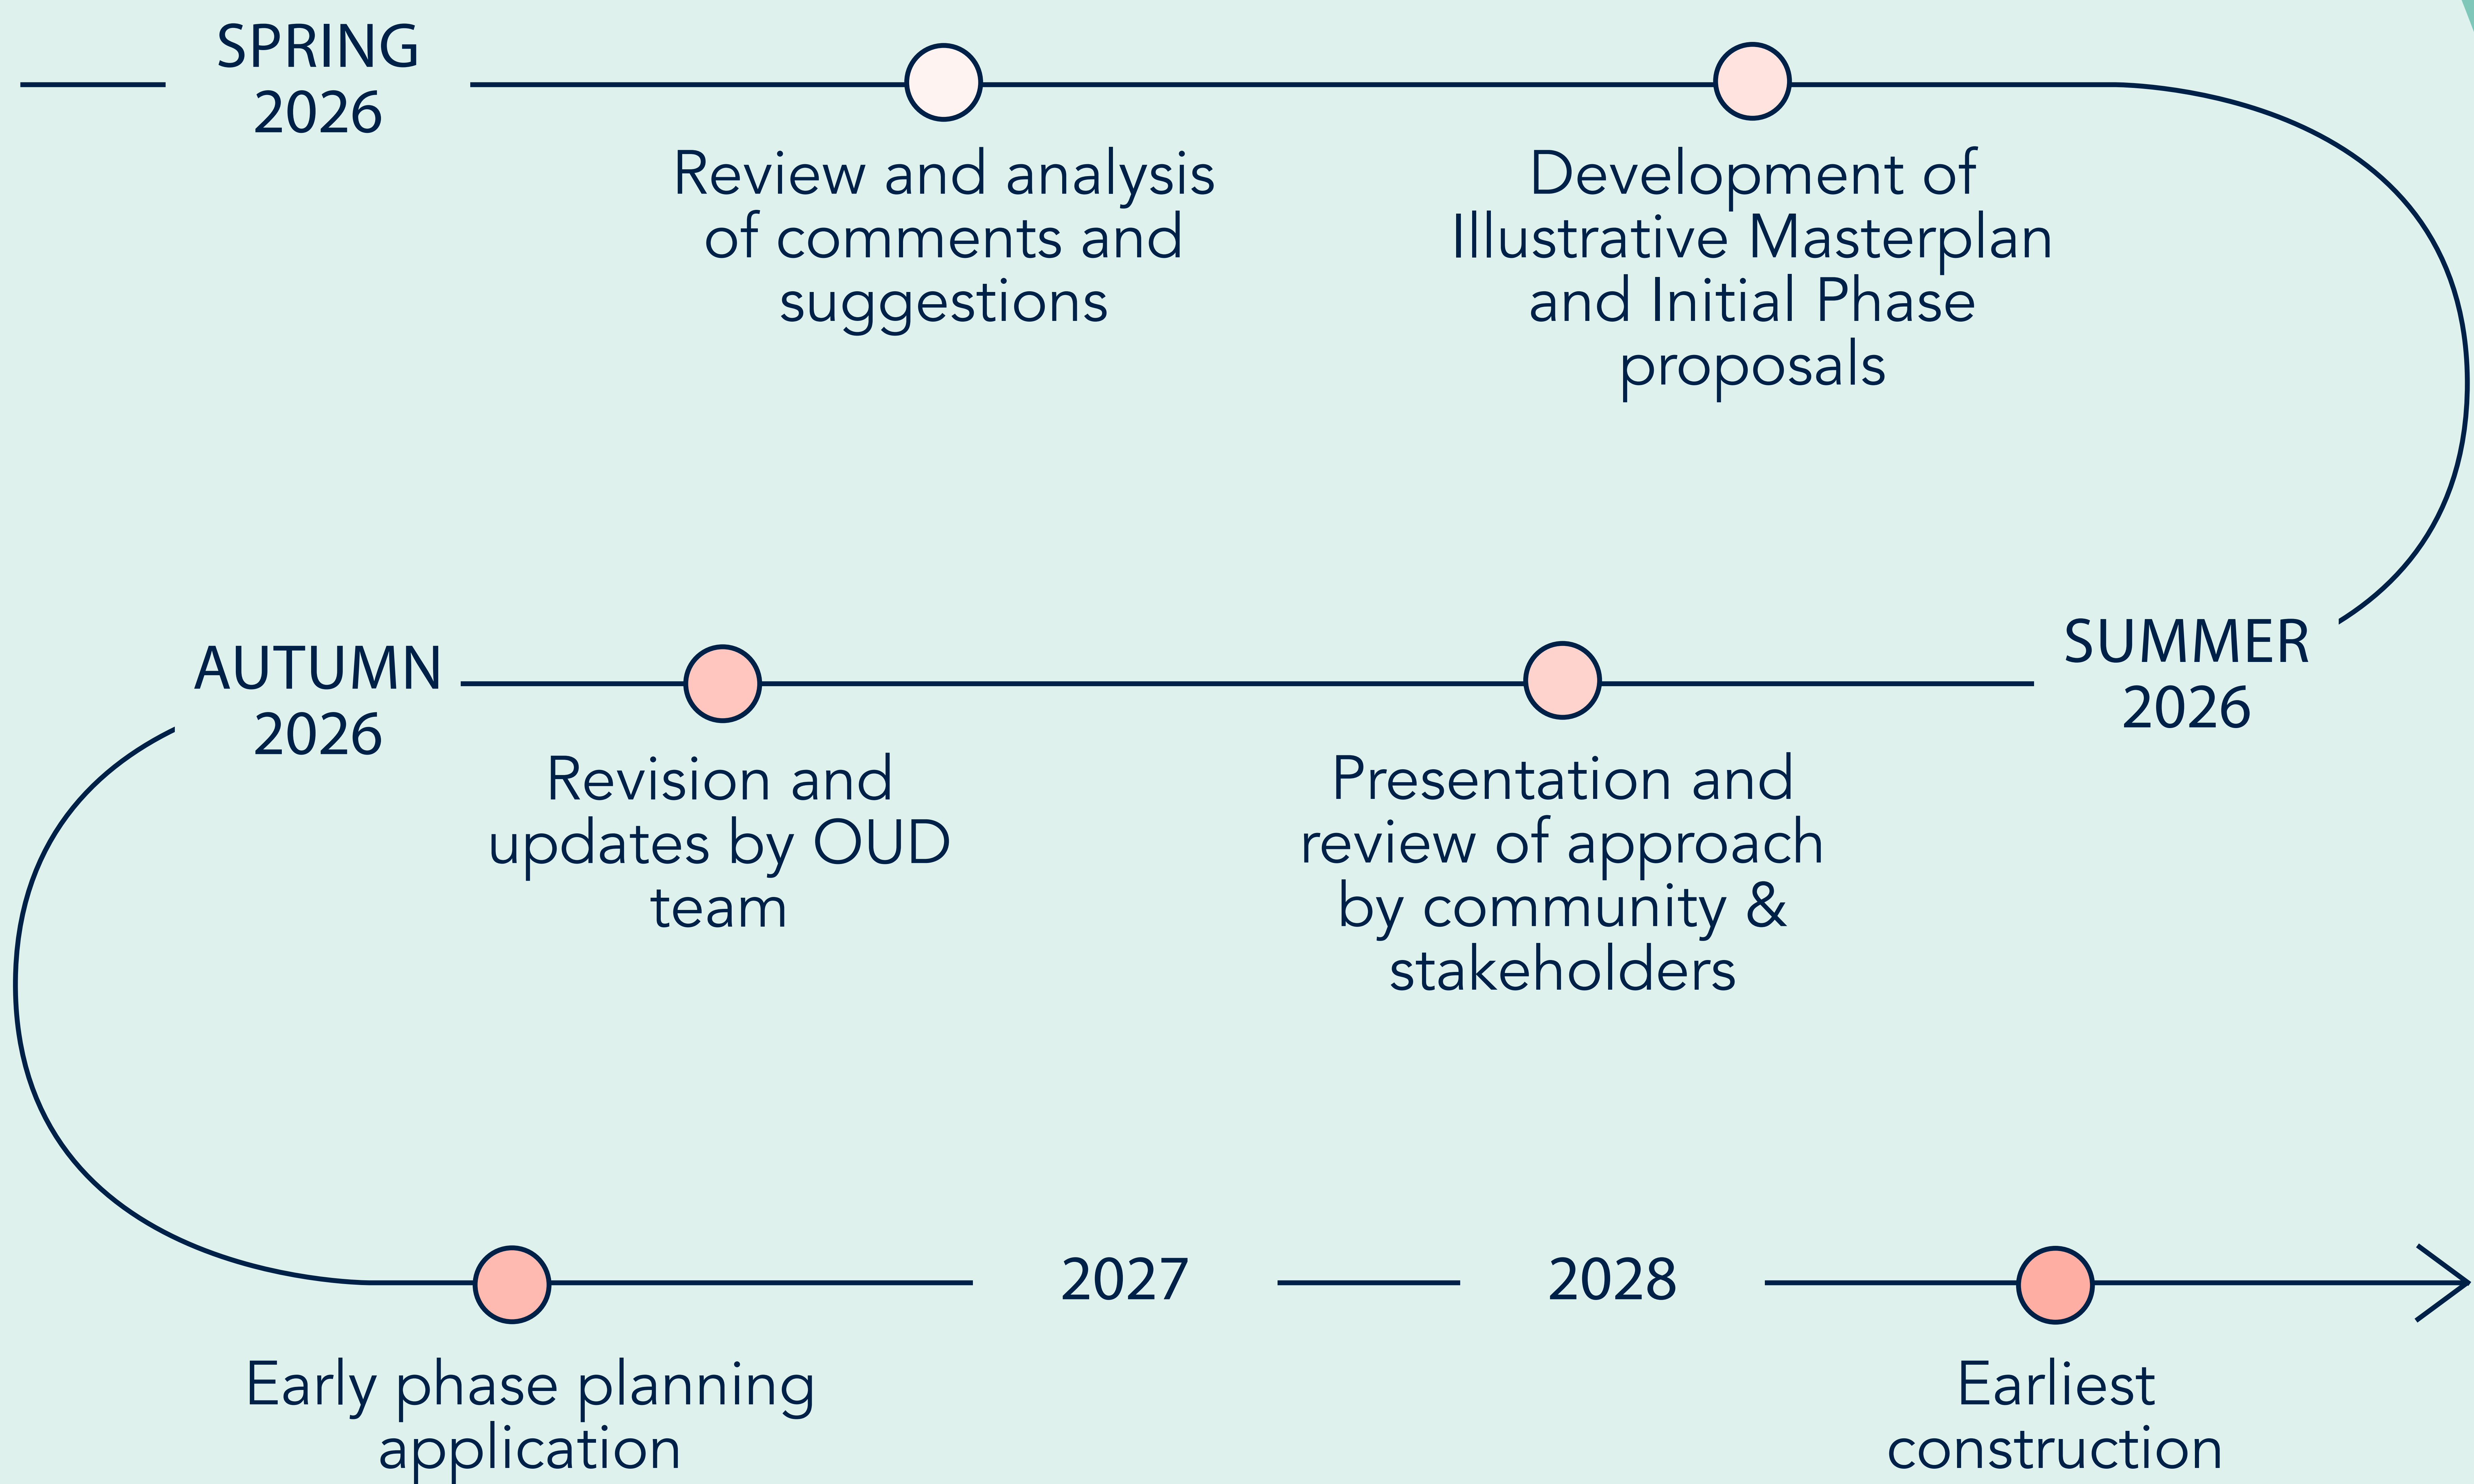 SPRING
2026
Review and analysis
of comments and
suggestions
Development of
Illustrative Masterplan
and Initial Phase
proposals
SUMMER
2026
Presentation and
review of approach
by community &
stakeholders
Revision and
updates by OUD
team
AUTUMN
2026
Early phase planning
application
2027
2028
Earliest
construction